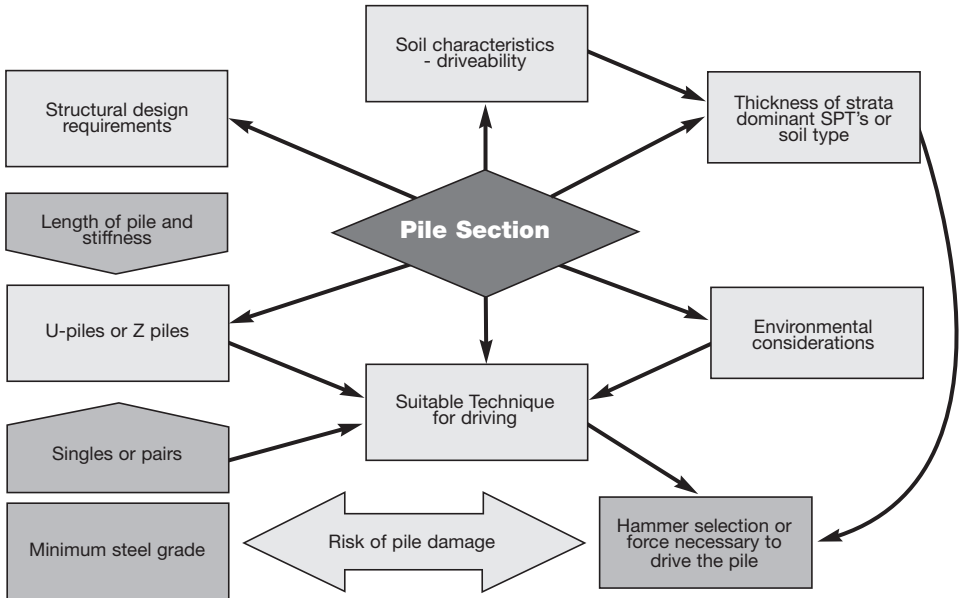 Soil characteristics
- driveability
Structural design
requirements
Thickness of strata
dominant SPT's or
soil type
Length of pile and
stiffness
Pile Section
U-piles or Z piles
Environmental
considerations
Suitable Technique
for driving
Singles or pairs
Minimum steel grade
Risk of pile damage
Hammer selection or
force necessary to
drive the pile